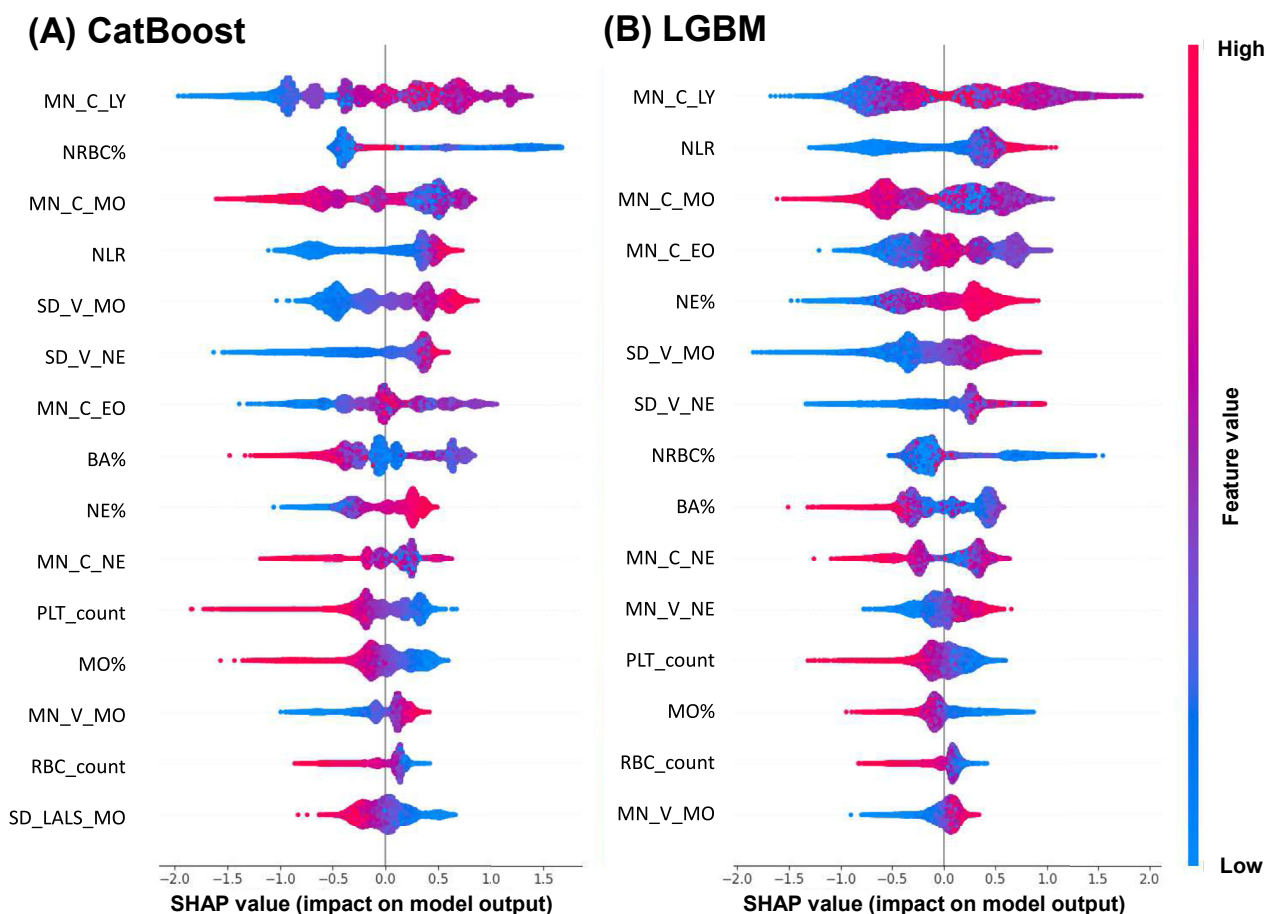 (A) CatBoost
MN_C_LY
NRBC%
MN_C_MO
NLR
SD_V_MO
SD_V_NE
MN_C_EO
BA%
NE%
MN_C_NE
PLT_count
MO%
MN_V_MO
RBC_count
SD_LALS_MO
−2.0 −1.5 −1.0 −0.5 0.0 0.5 1.0 1.5
SHAP value (impact on model output)
(B) LGBM
MN_C_LY
NLR
MN_C_MO
MN_C_EO
NE%
SD_V_MO
SD_V_NE
NRBC%
BA%
MN_C_NE
MN_V_NE
PLT_count
MO%
RBC_count
MN_V_MO
−2.0 −1.5 −1.0 −0.5 0.0 0.5 1.0 1.5 2.0
SHAP value (impact on model output)
High
Feature value
Low